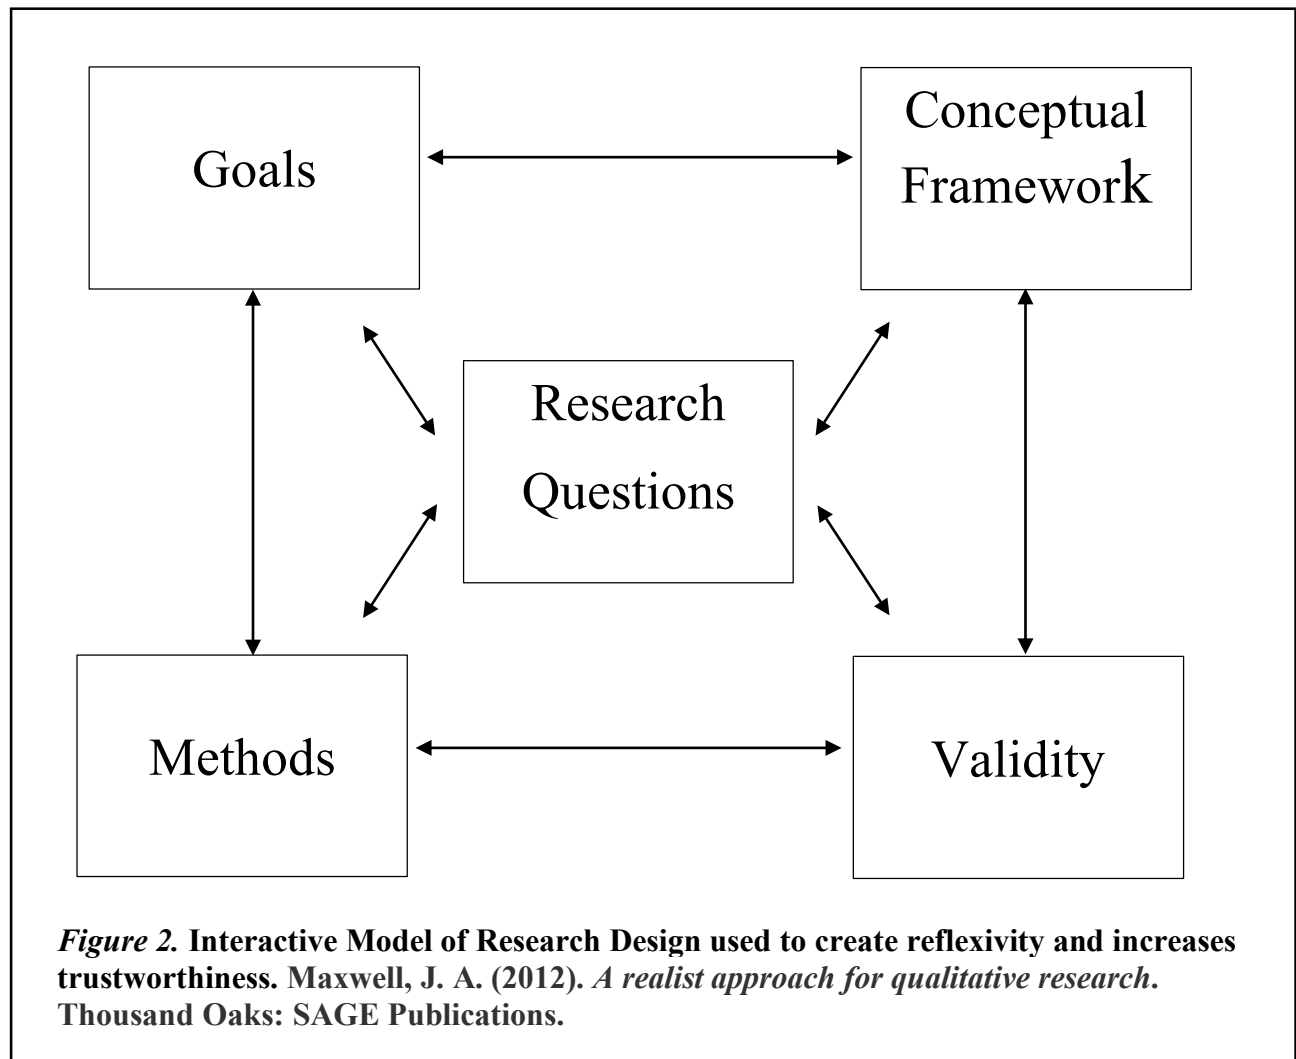 Goals
Conceptual
Framework
Research
Questions
Methods
Validity
Figure 2. Interactive Model of Research Design used to create reflexivity and increases
trustworthiness. Maxwell, J. A. (2012). A realist approach for qualitative research.
Thousand Oaks: SAGE Publications.